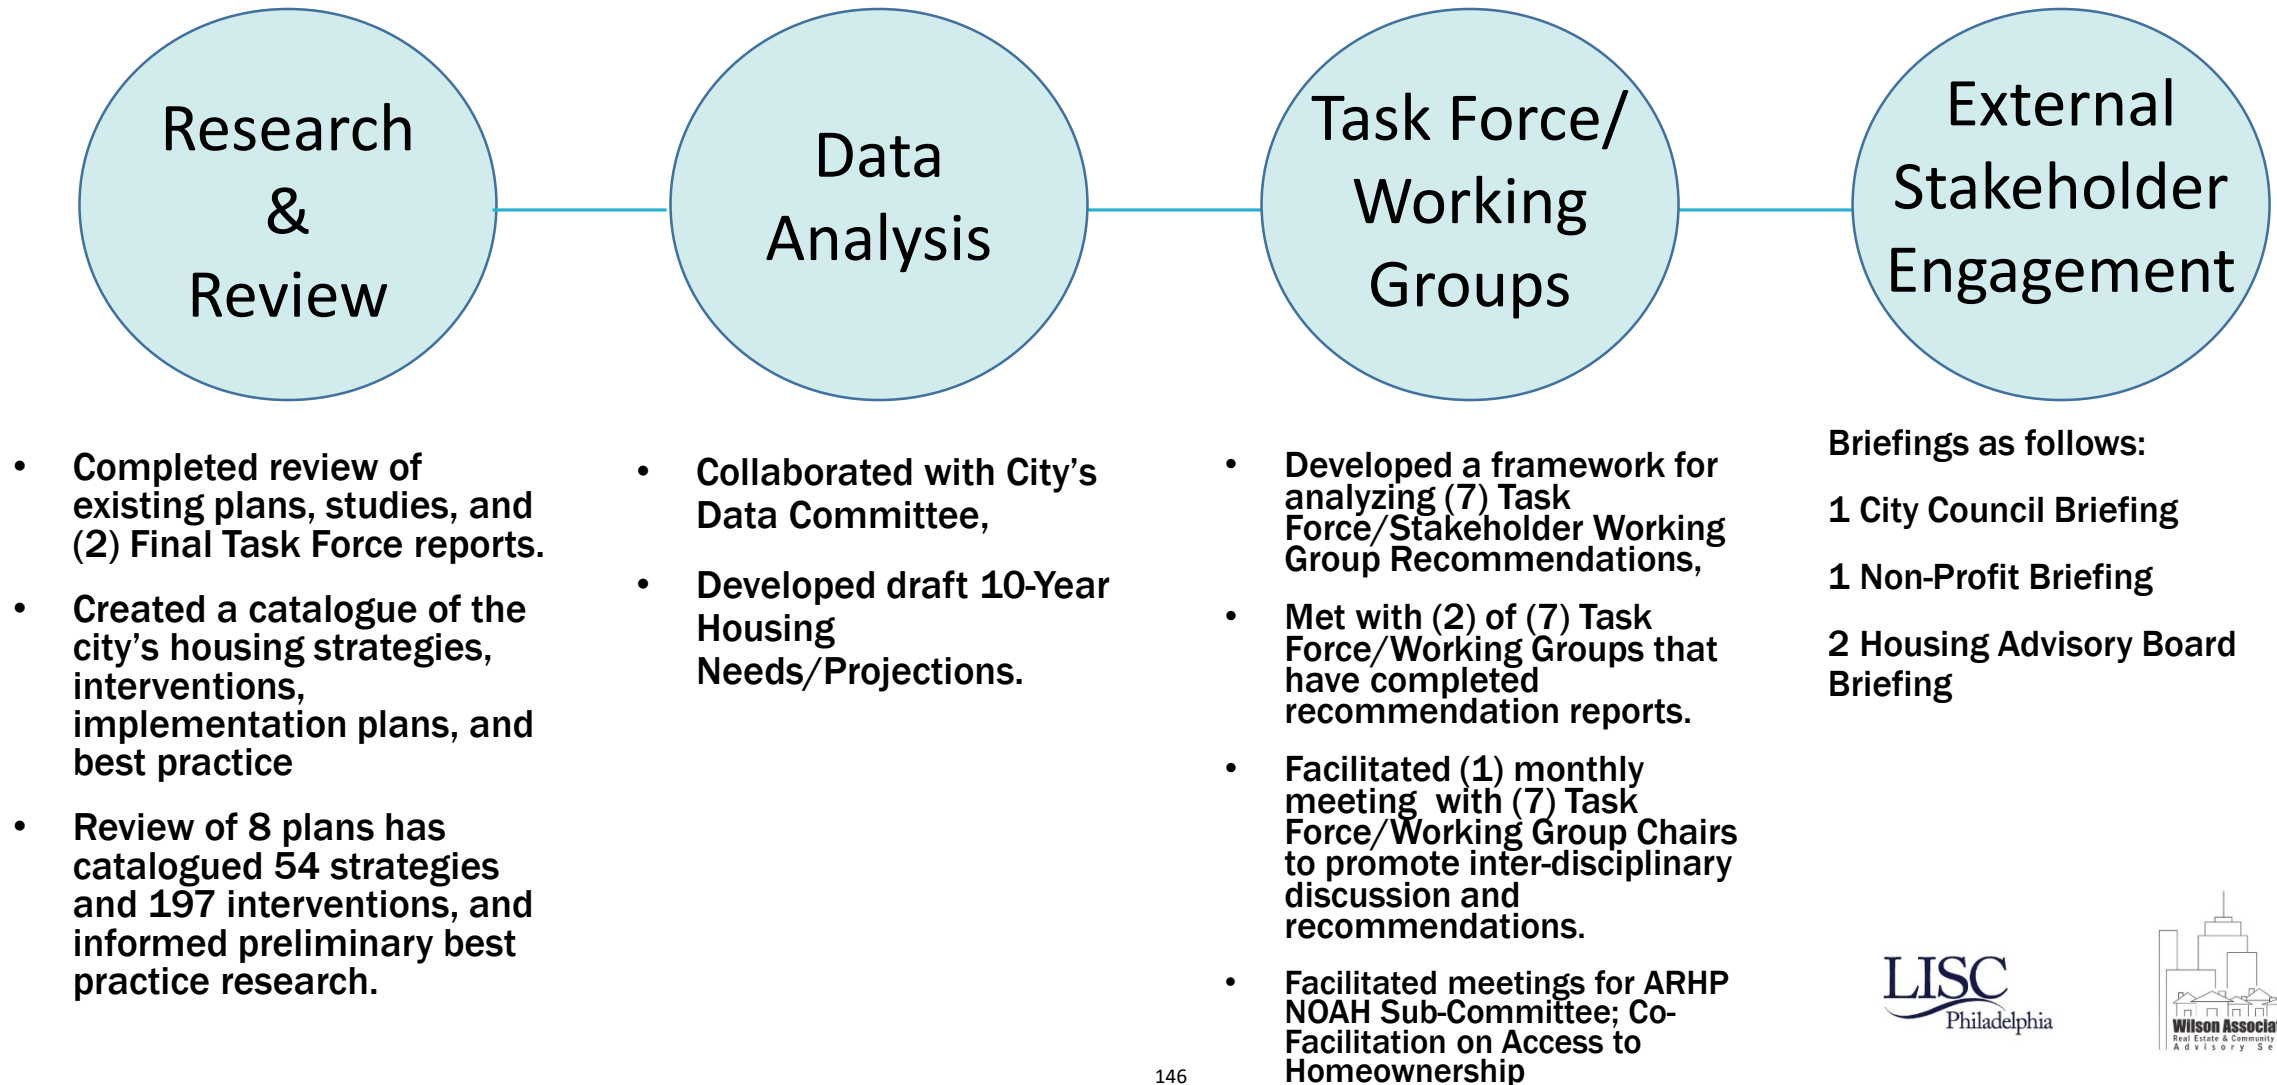 Research
&
Review
Data
Analysis
Task Force/
Working
Groups
External
Stakeholder
Engagement
• Completed review of
existing plans, studies, and
(2) Final Task Force reports.
• Created a catalogue of the
city’s housing strategies,
interventions,
implementation plans, and
best practice
• Review of 8 plans has
catalogued 54 strategies
and 197 interventions, and
informed preliminary best
practice research.
• Collaborated with City’s
Data Committee,
• Developed draft 10-Year
Housing
Needs/Projections.
• Developed a framework for
analyzing (7) Task
Force/Stakeholder Working
Group Recommendations,
• Met with (2) of (7) Task
Force/Working Groups that
have completed
recommendation reports.
• Facilitated (1) monthly
meeting with (7) Task
Force/Working Group Chairs
to promote inter-disciplinary
discussion and
recommendations.
• Facilitated meetings for ARHP
NOAH Sub-Committee; Co-
Facilitation on Access to
Homeownership
Briefings as follows:
1 City Council Briefing
1 Non-Profit Briefing
2 Housing Advisory Board
Briefing
LISC
Philadelphia
Wilson Associa
Real Estate & Community
Advisory Se
146